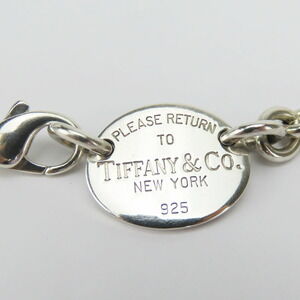 PLEASE RETURN
TO
TIFFANY & CO.
NEW YORK
925